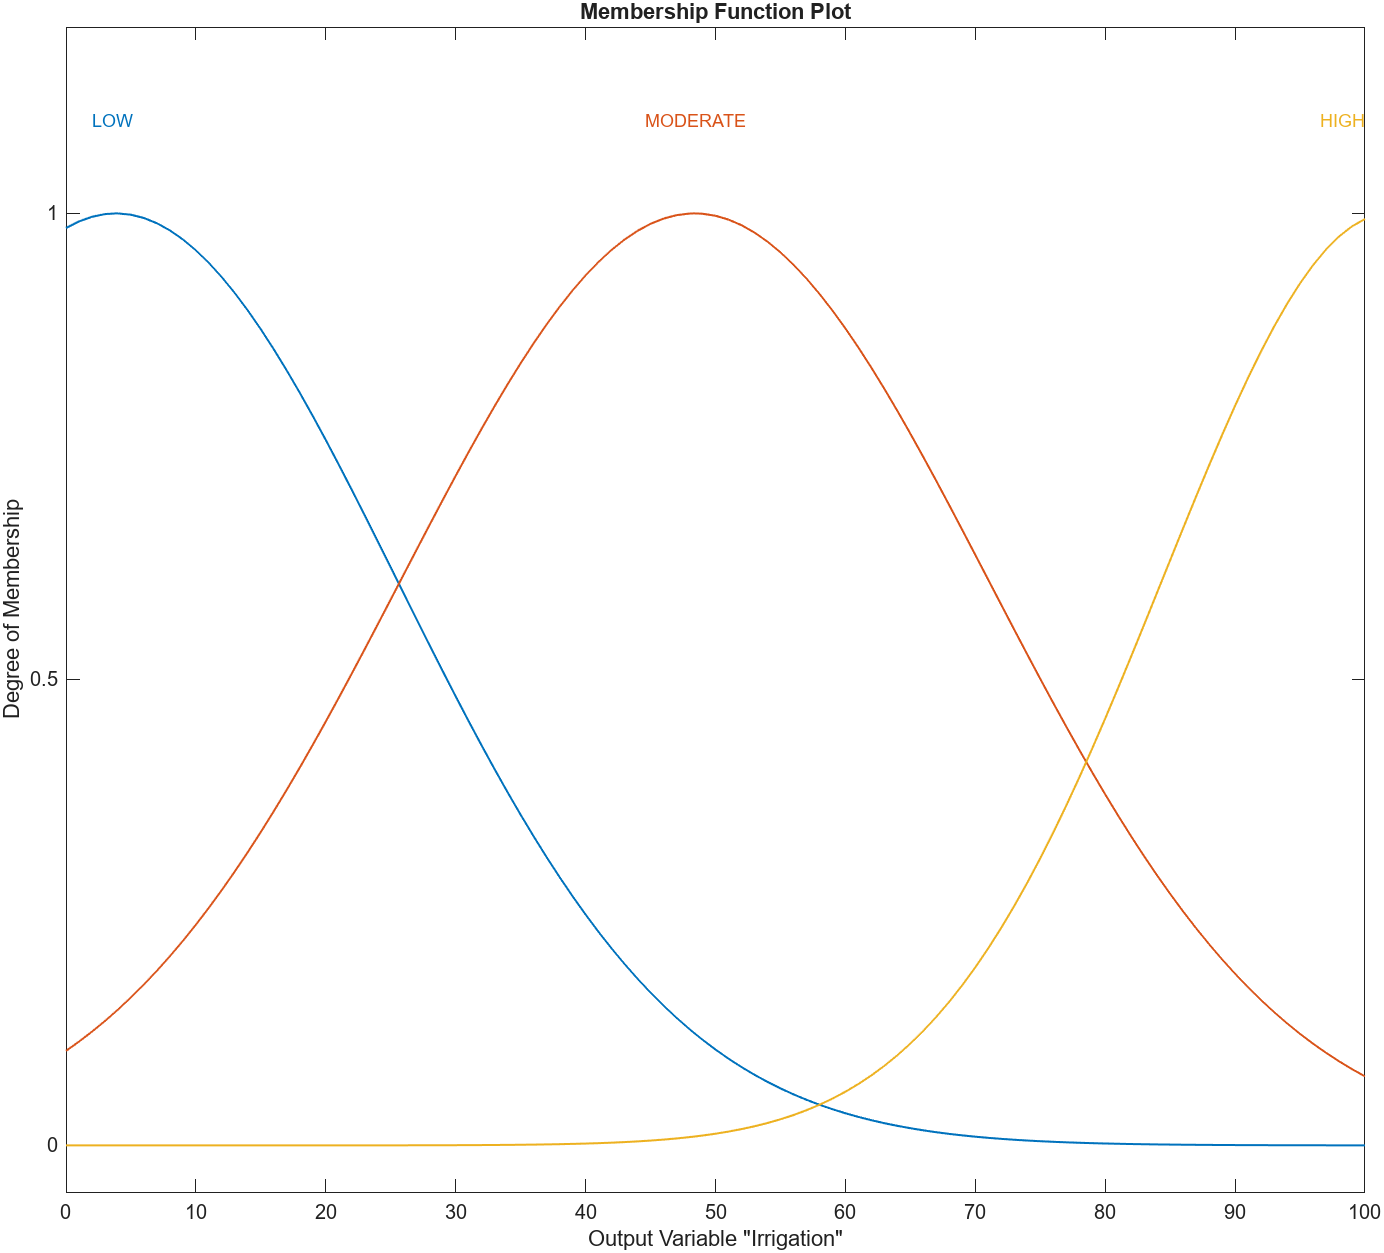 Membership Function Plot
LOW MODERATE HIGH
1
0.5
0
Degree of Membership
0 10 20 30 40 50 60 70 80 90 100
Output Variable "Irrigation"